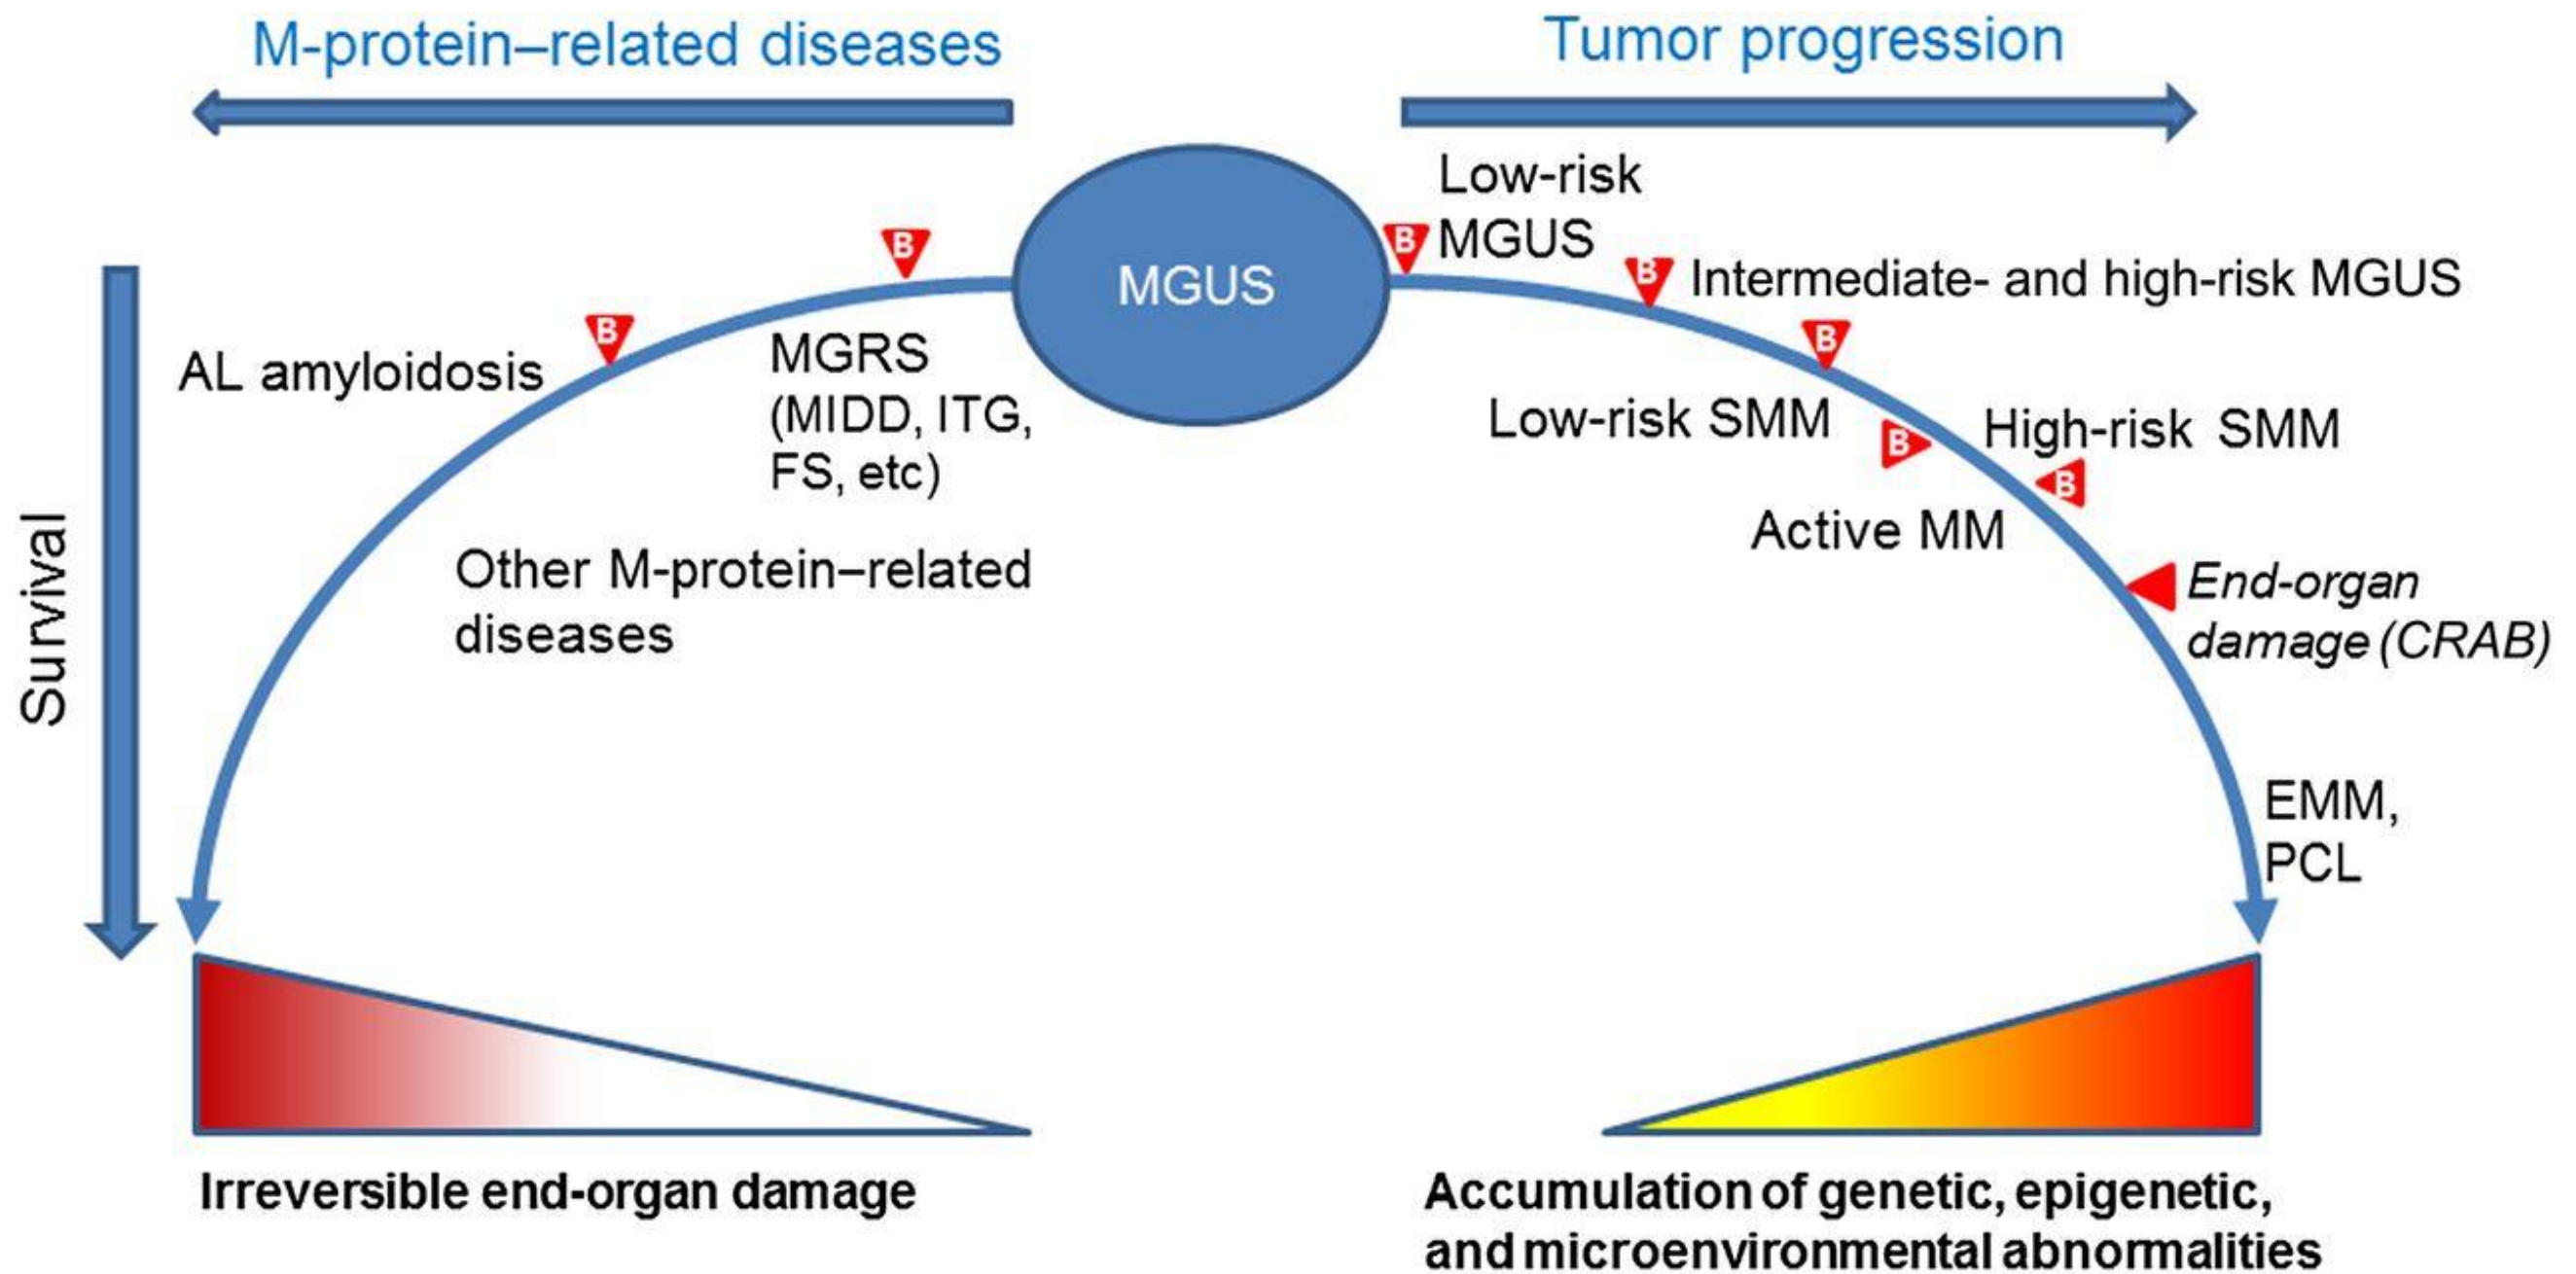 M-protein–related diseases
Tumor progression
MGUS
B
B
AL amyloidosis
MGRS
(MIDD, ITG,
FS, etc)
Other M-protein–related
diseases
Survival
Low-risk
B MGUS
B Intermediate- and high-risk MGUS
B
Low-risk SMM
B
High-risk SMM
B
Active MM
End-organ
damage (CRAB)
EMM,
PCL
Irreversible end-organ damage
Accumulation of genetic, epigenetic,
and microenvironmental abnormalities